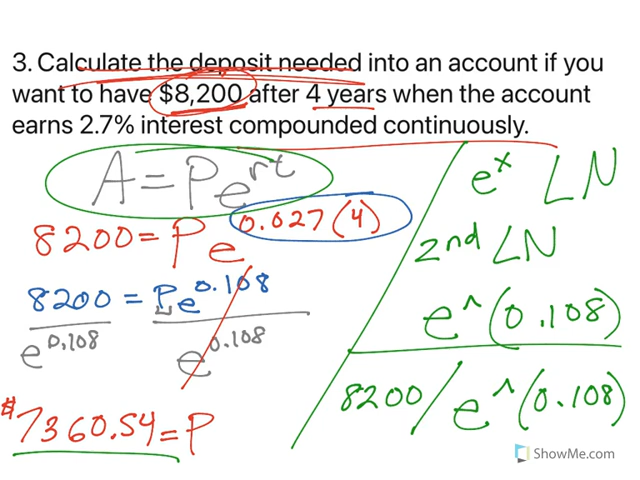 3. Calculate the deposit needed into an account if you
want to have $8,200 after 4 years when the account
earns 2.7% interest compounded continuously.
A = Pe^rt
8200 = Pe^0.027(4)
8200 = Pe^0.108
e^0.108 e^0.108
$7360.54 = P
e^x LN
2nd LN
e^(0.108)
8200/e^(0.108)
ShowMe.com